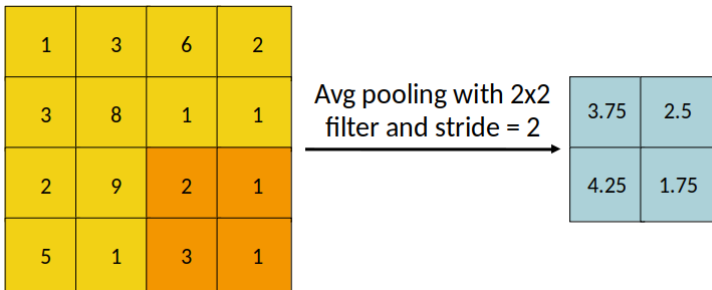 1 3 6 2
3 8 1 1
2 9 2 1
5 1 3 1
Avg pooling with 2x2
filter and stride = 2
3.75 2.5
4.25 1.75